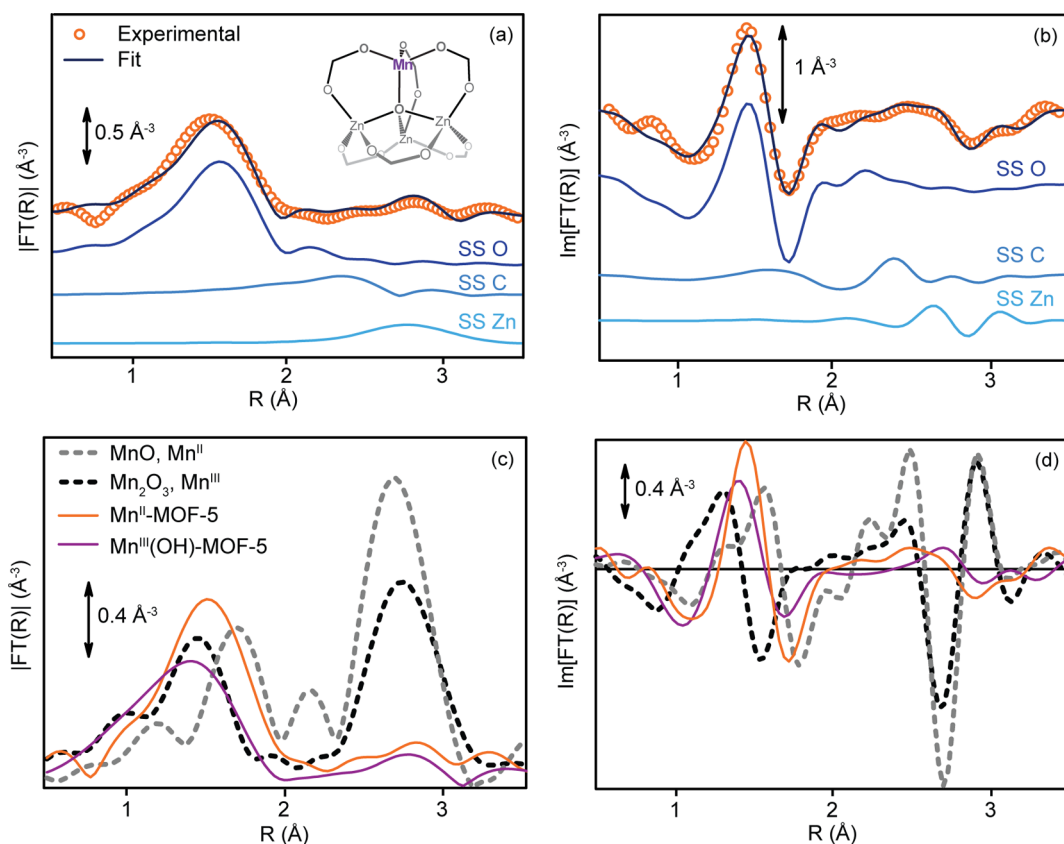 Experimental
Fit
(a)
0.5 Å⁻³
|FT(R)| (Å⁻³)
O O O
Mn
O O
O
Zn Zn
Zn
O O O O
SS O
SS C
SS Zn
1 2 3
R (Å)
(b)
1 Å⁻³
Im[FT(R)] (Å⁻³)
SS O
SS C
SS Zn
1 2 3
R (Å)
(c)
MnO, Mnᴵᴵ
Mn₂O₃, Mnᴵᴵᴵ
Mnᴵᴵ-MOF-5
Mnᴵᴵᴵ(OH)-MOF-5
0.4 Å⁻³
|FT(R)| (Å⁻³)
1 2 3
R (Å)
(d)
0.4 Å⁻³
Im[FT(R)] (Å⁻³)
1 2 3
R (Å)